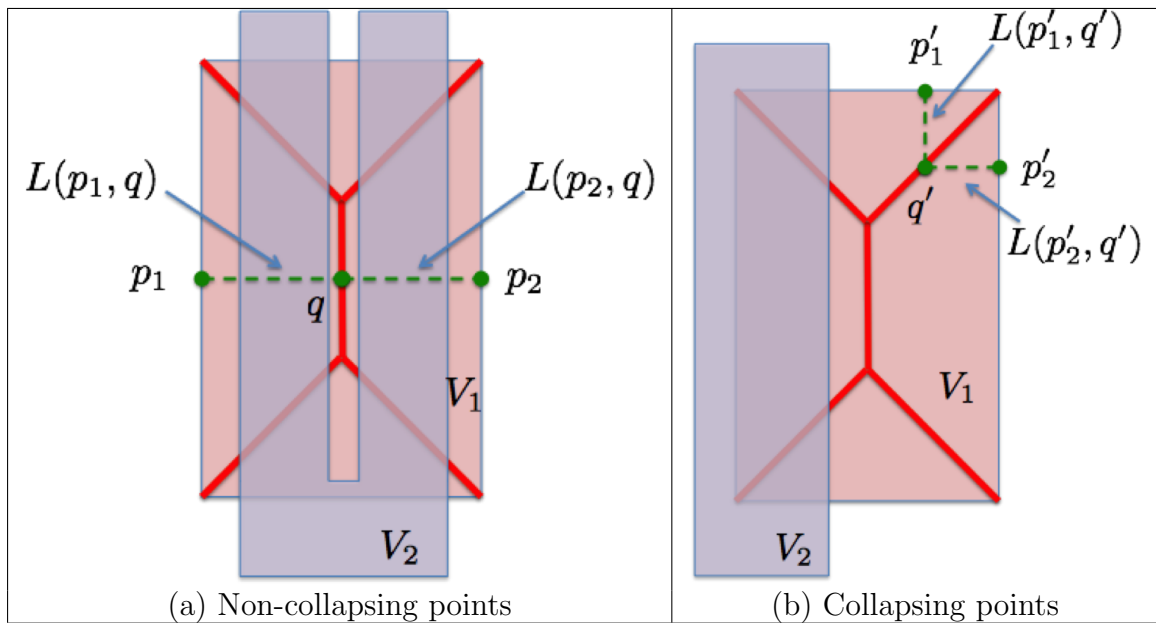 L(p₁, q)
L(p₂, q)
p₁
q
p₂
V₁
V₂
(a) Non-collapsing points
L(p′₁, q′)
p′₁
p′₂
q′
L(p′₂, q′)
V₁
V₂
(b) Collapsing points